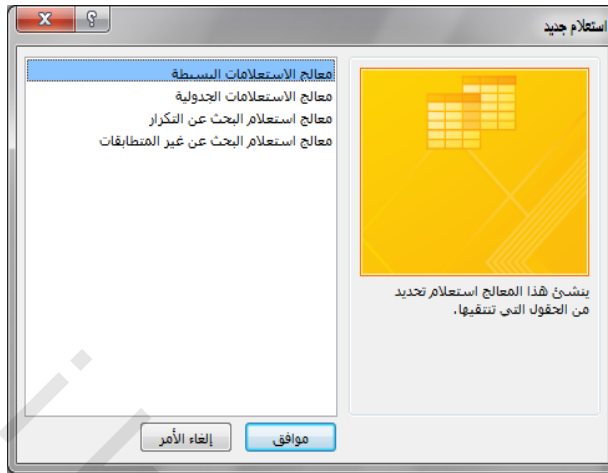 استعلام جديد
معالج الاستعلامات البسيطة
معالج الاستعلامات الجدولية
معالج استعلام البحث عن التكرار
معالج استعلام البحث عن غير المتطابقات
ينشئ هذا المعالج استعلام تحديد
من الحقول التي تنتقيها.
موافق
إلغاء الأمر